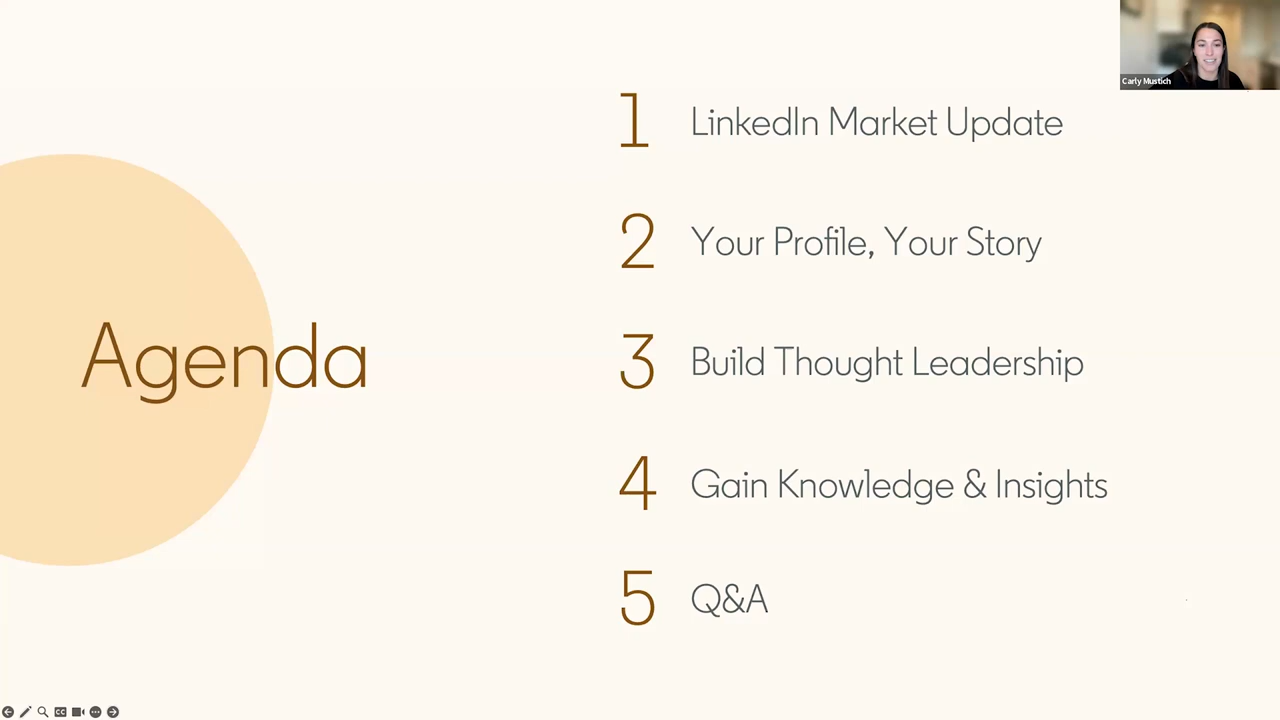 Carly Mustich
Agenda
1 LinkedIn Market Update
2 Your Profile, Your Story
3 Build Thought Leadership
4 Gain Knowledge & Insights
5 Q&A
CC